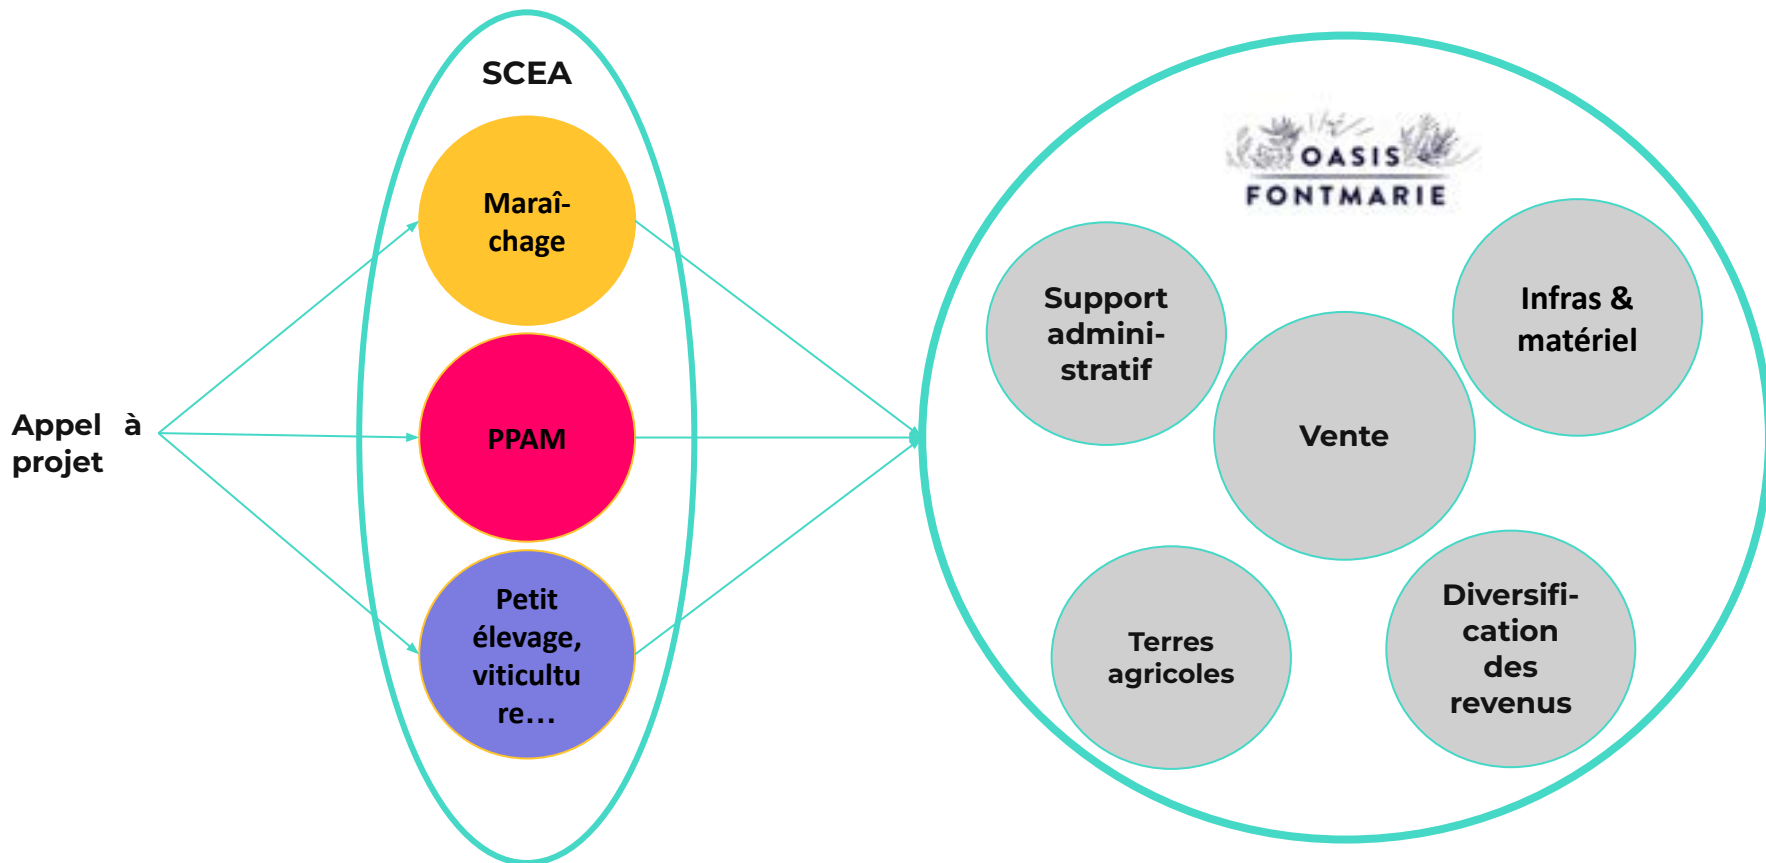 Appel à
projet
SCEA
Maraî-
chage
PPAM
Petit
élevage,
viticultu
re…
OASIS
FONTMARIE
Support
admini-
stratif
Infras &
matériel
Vente
Terres
agricoles
Diversifi-
cation
des
revenus